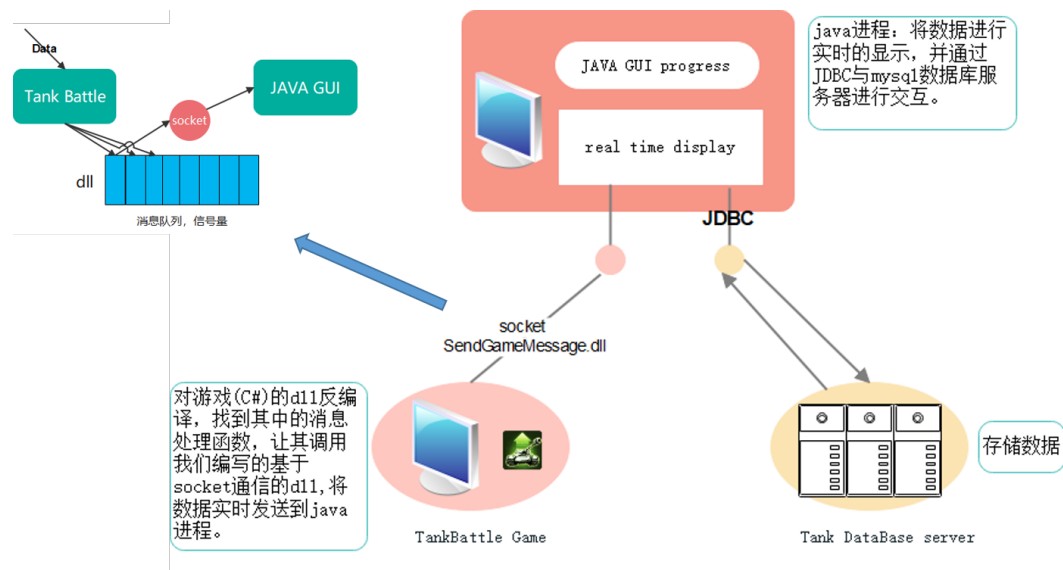 Data
Tank Battle
socket
JAVA GUI
dll
消息队列，信号量
JAVA GUI progress
real time display
java进程：将数据进行
实时的显示，并通过
JDBC与mysql数据库服
务器进行交互。
JDBC
socket
SendGameMessage.dll
对游戏(C#)的dll反编
译，找到其中的消息
处理函数，让其调用
我们编写的基于
socket通信的dll,将
数据实时发送到java
进程。
TankBattle Game
存储数据
Tank DataBase server